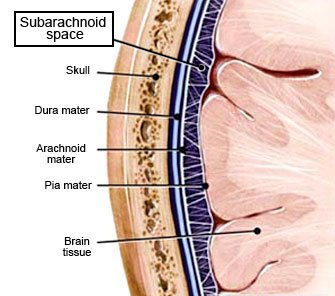 Subarachnoid
space
Skull
Dura mater
Arachnoid
mater
Pia mater
Brain
tissue